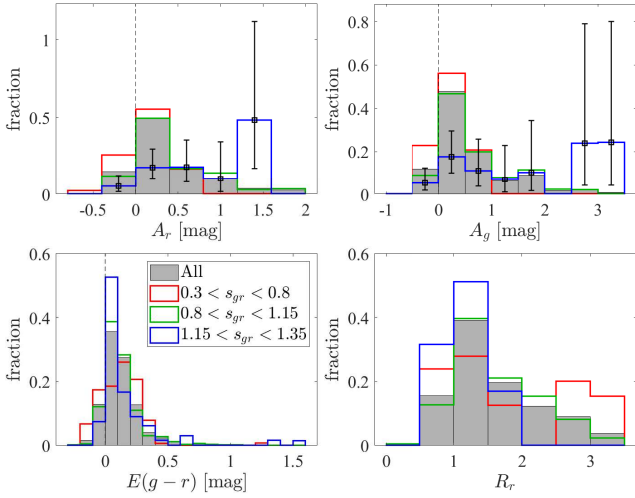 fraction
1
0.5
0
-0.5 0 0.5 1 1.5 2
A_r [mag]
fraction
0.8
0.6
0.4
0.2
0
-1 0 1 2 3
A_g [mag]
fraction
0.6
0.4
0.2
0
0 0.5 1 1.5
E(g − r) [mag]
All
0.3 < s_gr < 0.8
0.8 < s_gr < 1.15
1.15 < s_gr < 1.35
fraction
0.6
0.4
0.2
0
0 1 2 3
R_r